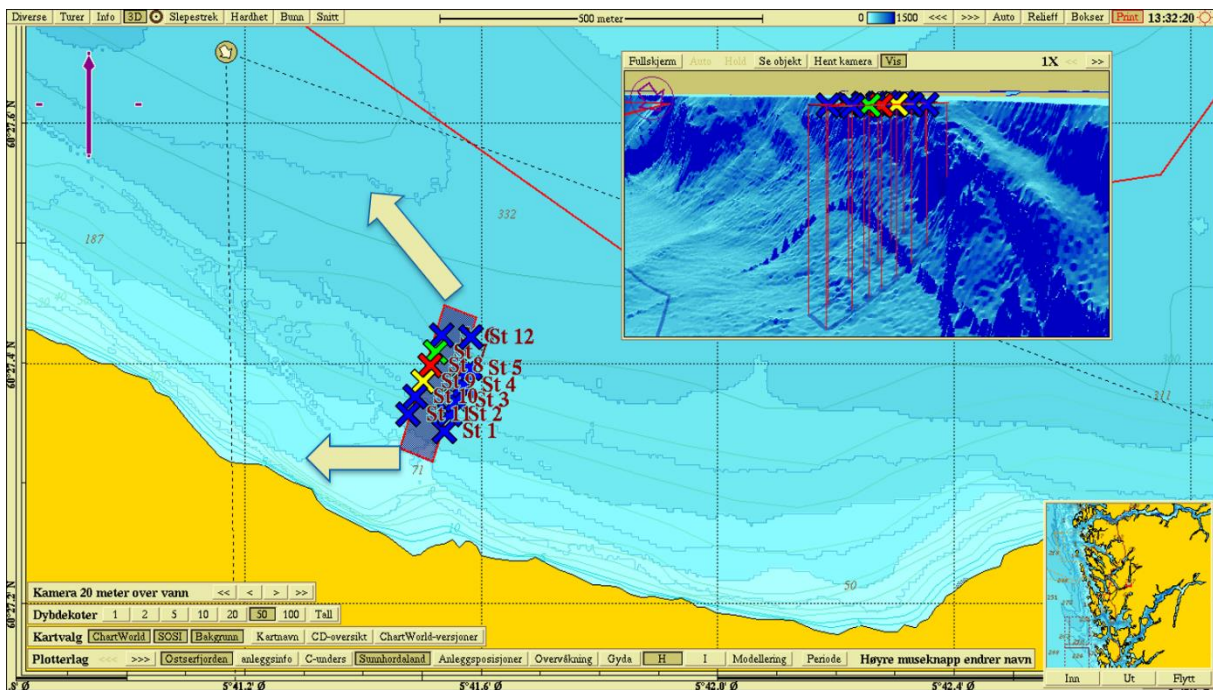 Diverse Turer Info 3D Slepestrek Hardhet Bunn Snitt 500 meter 0 1500 <<< >>> Auto Relieff Bokser Print 13:32:20
Fullskjerm Auto Hold Se objekt Hent kamera Vis 1X << >>
60°27,6' N
332
187
St 12
St 7
60°27,4' N
St 8
St 5
St 9
St 4
St 10
St 3
St 11
St 2
St 1
100
311
71
10
50
Kamera 20 meter over vann << < > >>
Dybdekoter 1 2 5 10 20 50 100 Tall
60°27,2' N
Kartvalg ChartWorld SOSI Bakgrunn Kartnavn CD-oversikt ChartWorld-versjoner
Plotterlag <<< >>> Ostserfjorden anleggsinfo C-unders Sunnhordaland Anleggsposisjoner Overvåkning Gyda H I Modellering Periode Høyre museknapp endrer navn
Inn Ut Flytt
5°41,2' Ø 5°41,6' Ø 5°42,0' Ø 5°42,4' Ø